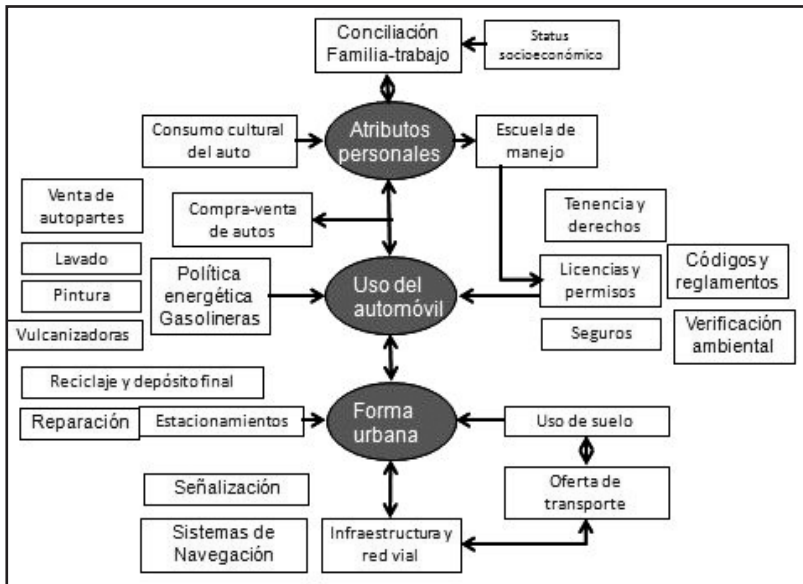 Conciliación
Familia-trabajo
Status
socioeconómico
Consumo cultural
del auto
Atributos
personales
Escuela de
manejo
Venta de
autopartes
Compra-venta
de autos
Tenencia y
derechos
Lavado
Pintura
Vulcanizadoras
Política
energética
Gasolineras
Uso del
automóvil
Licencias y
permisos
Códigos y
reglamentos
Seguros
Verificación
ambiental
Reciclaje y depósito final
Reparación
Estacionamientos
Forma
urbana
Uso de suelo
Señalización
Oferta de
transporte
Sistemas de
Navegación
Infraestructura y
red vial